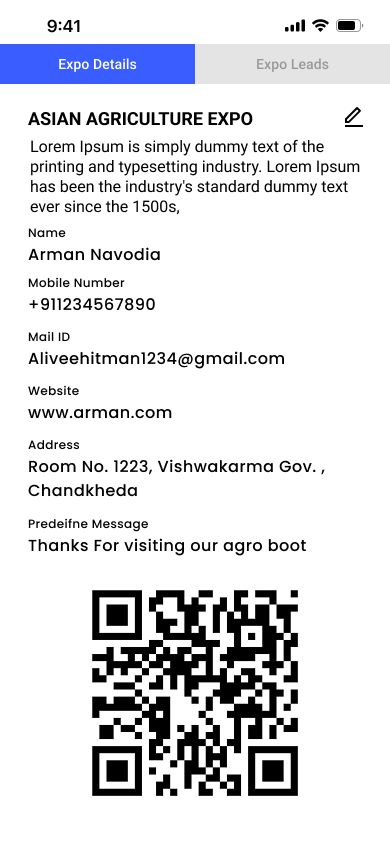 9:41
Expo Details
Expo Leads
ASIAN AGRICULTURE EXPO
Lorem Ipsum is simply dummy text of the
printing and typesetting industry. Lorem Ipsum
has been the industry's standard dummy text
ever since the 1500s,
Name
Arman Navodia
Mobile Number
+911234567890
Mail ID
Aliveehitman1234@gmail.com
Website
www.arman.com
Address
Room No. 1223, Vishwakarma Gov. ,
Chandkheda
Predeifne Message
Thanks For visiting our agro boot